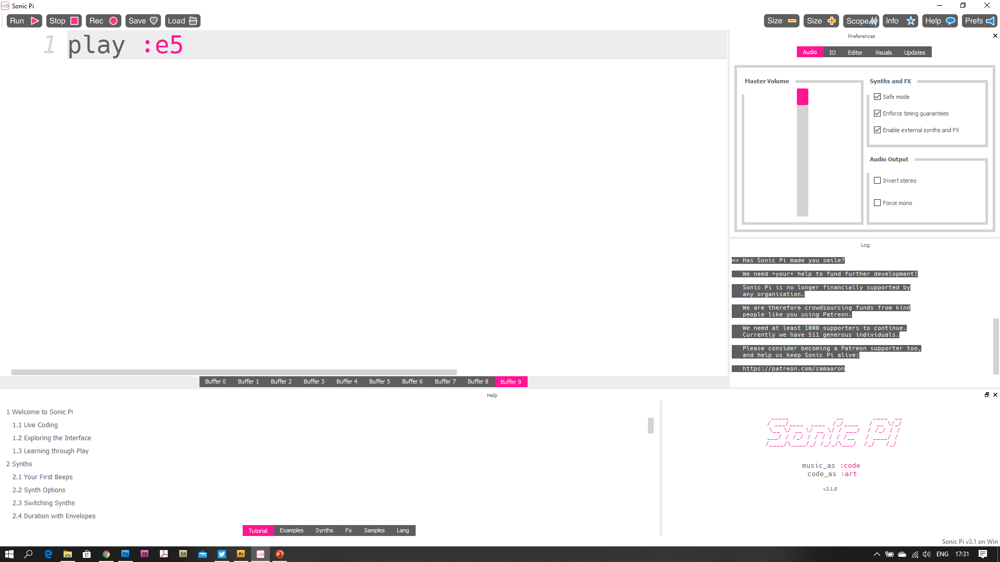 Sonic Pi
Run Stop Rec Save Load Size Size Scope Info Help Prefs
1 play :e5
Preferences
Audio IO Editor Visuals Updates
Master Volume
Synths and FX
Safe mode
Enforce timing guarantees
Enable external synths and FX
Audio Output
Invert stereo
Force mono
Log
=> Has Sonic Pi made you smile?
We need *your* help to fund further development!
Sonic Pi is no longer financially supported by
any organisation.
We are therefore crowdsourcing funds from kind
people like you using Patreon.
We need at least 1000 supporters to continue.
Currently we have 511 generous individuals.
Please consider becoming a Patreon supporter too,
and help us keep Sonic Pi alive:
https://patreon.com/samaaron
Buffer 0 Buffer 1 Buffer 2 Buffer 3 Buffer 4 Buffer 5 Buffer 6 Buffer 7 Buffer 8 Buffer 9
Help
1 Welcome to Sonic Pi
1.1 Live Coding
1.2 Exploring the Interface
1.3 Learning through Play
2 Synths
2.1 Your First Beeps
2.2 Synth Options
2.3 Switching Synths
2.4 Duration with Envelopes
Tutorial Examples Synths Fx Samples Lang
Sonic Pi
music_as :code
code_as :art
v3.1.0
Sonic Pi v3.1 on Win
Ps Id Sb Ai P ENG 17:31